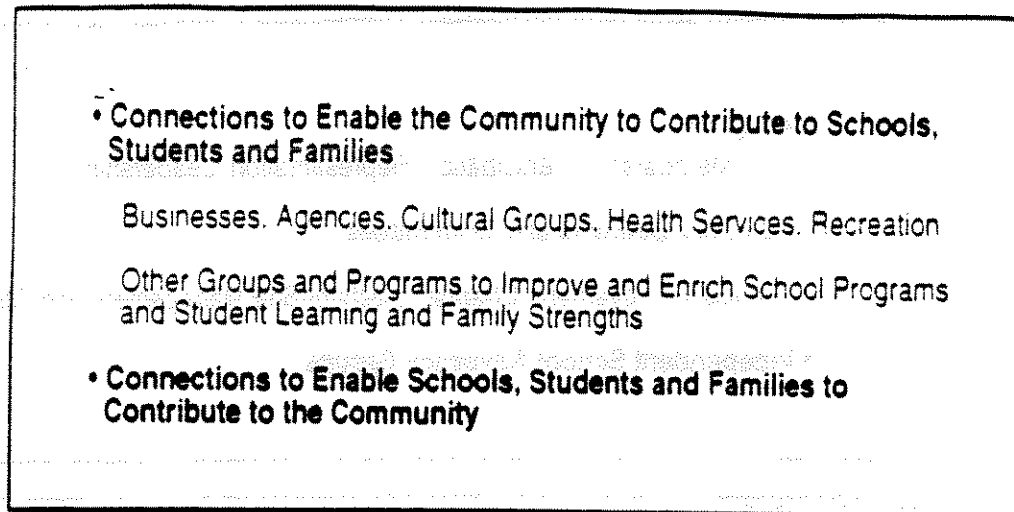 • Connections to Enable the Community to Contribute to Schools,
Students and Families
Businesses. Agencies. Cultural Groups. Health Services. Recreation
Other Groups and Programs to Improve and Enrich School Programs
and Student Learning and Family Strengths
• Connections to Enable Schools, Students and Families to
Contribute to the Community